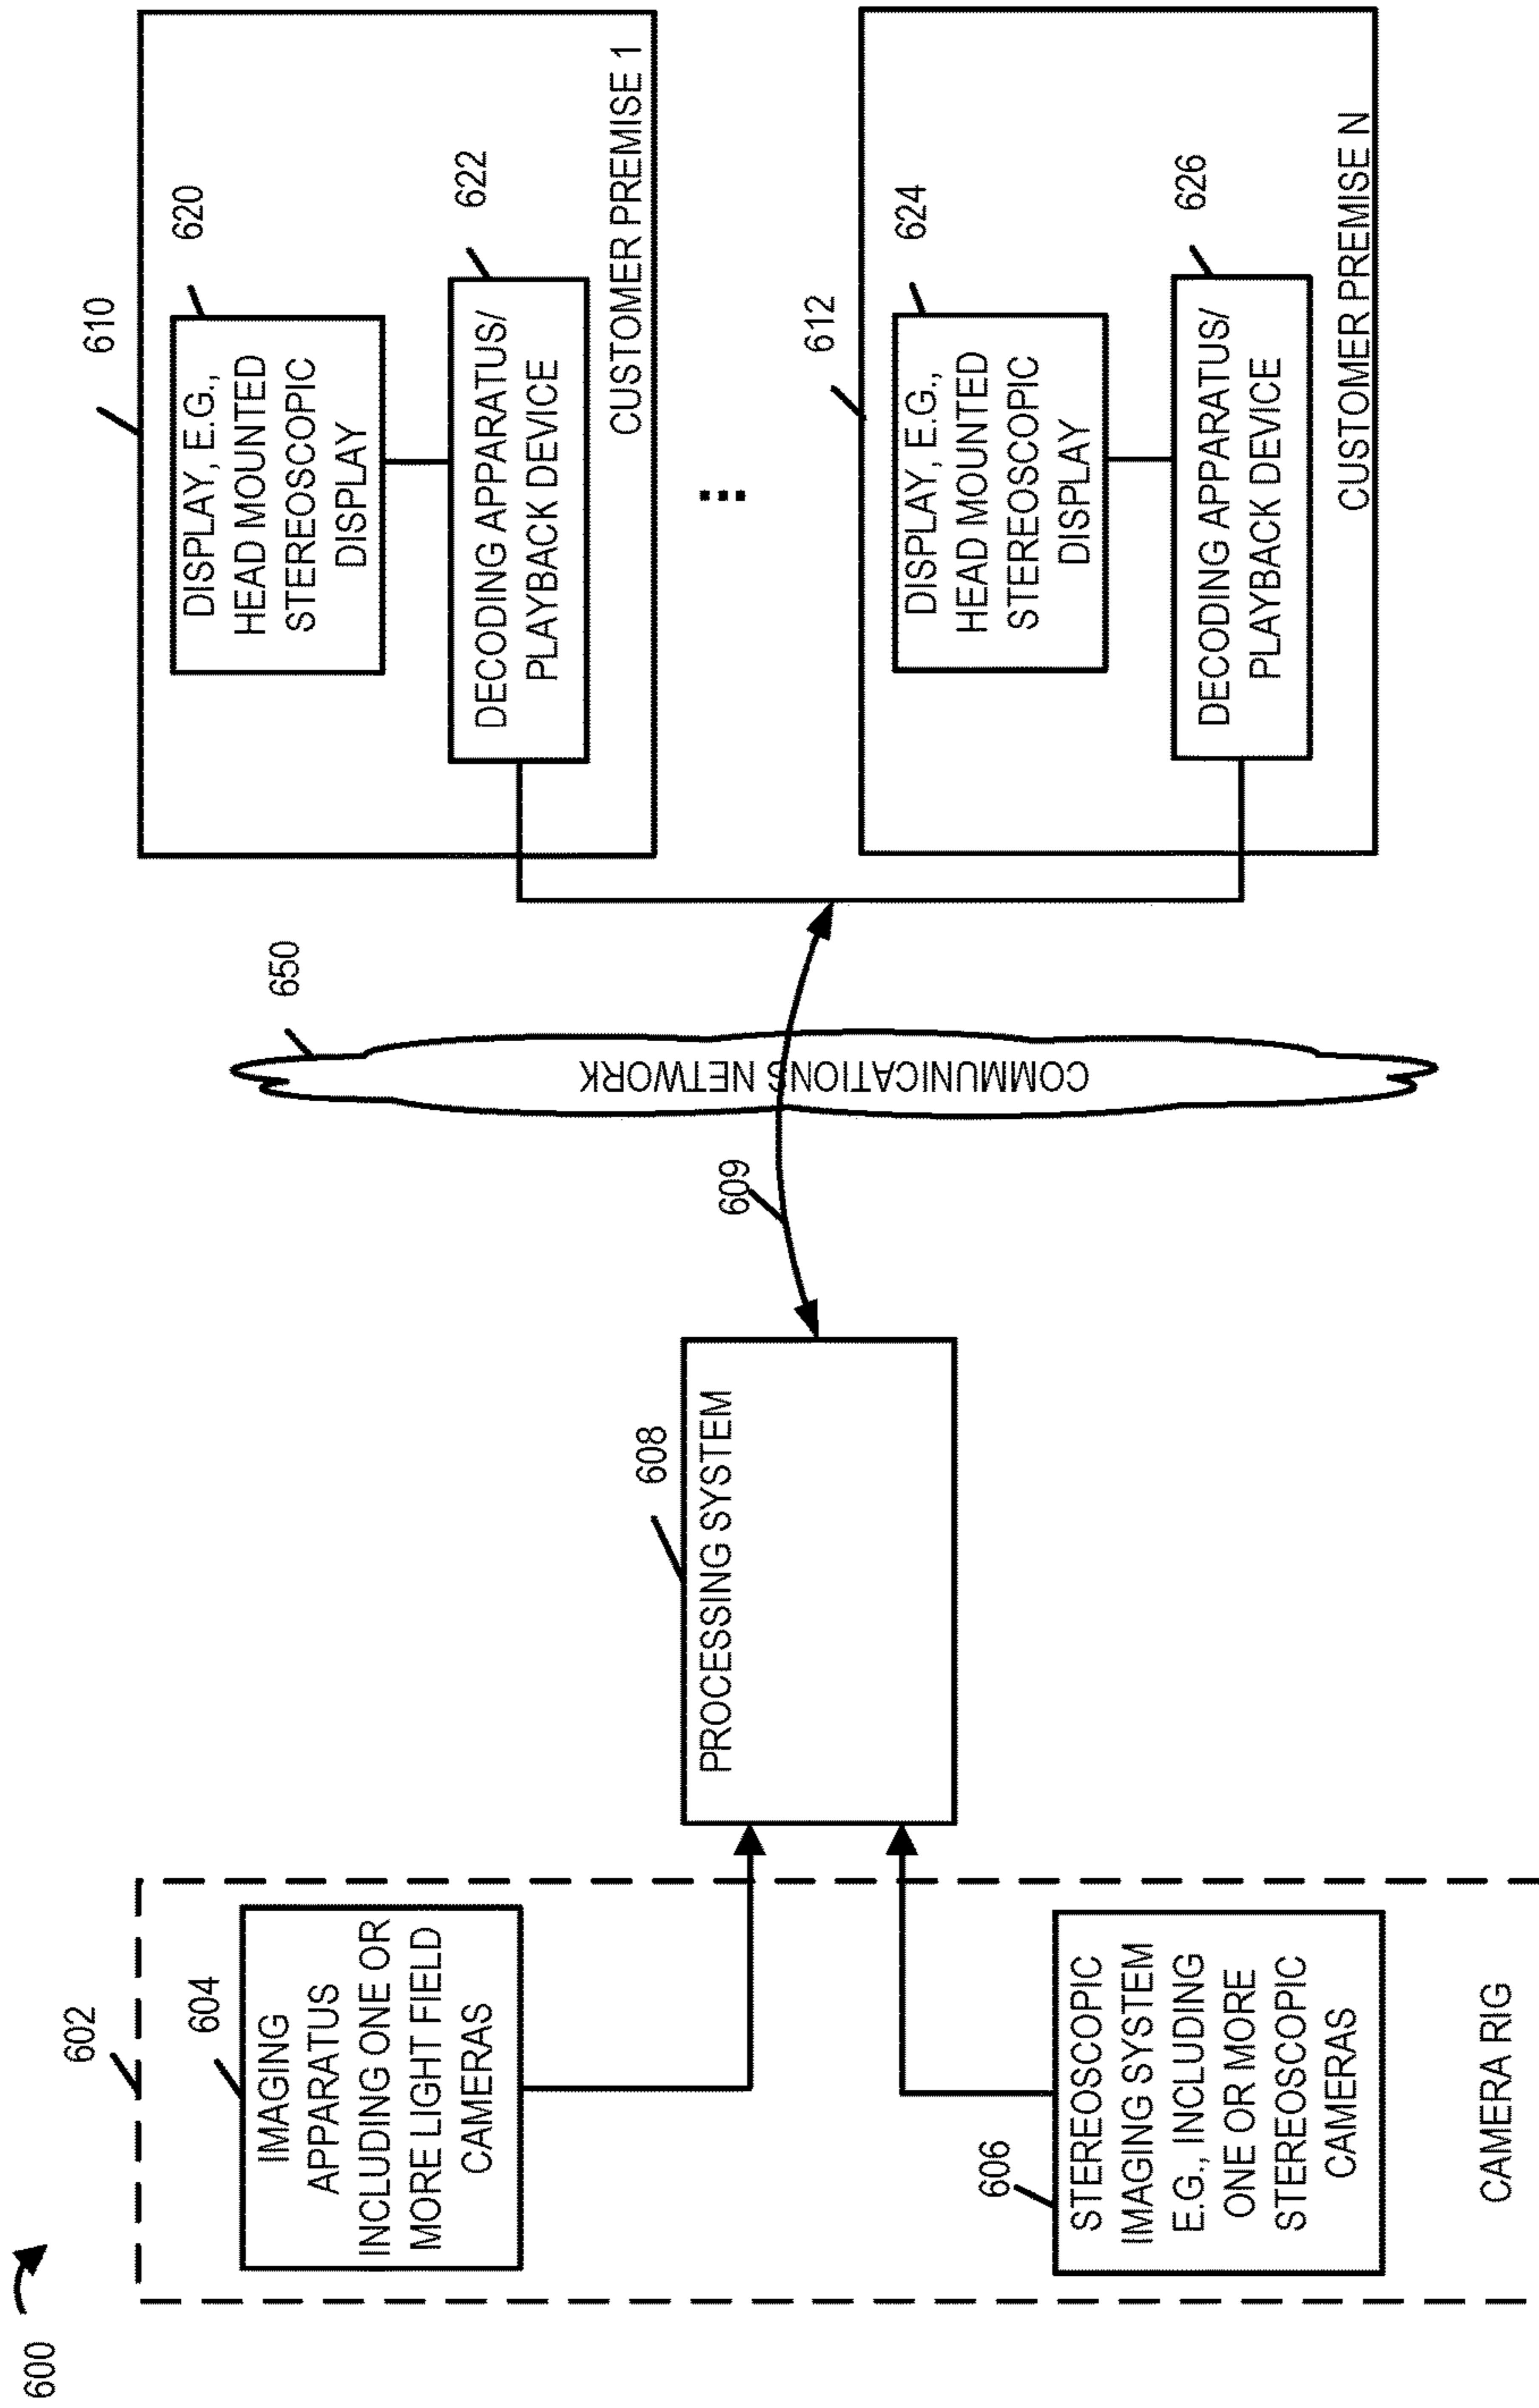 600
602
604
IMAGING
APPARATUS
INCLUDING ONE OR
MORE LIGHT FIELD
CAMERAS
606
STEREOSCOPIC
IMAGING SYSTEM
E.G., INCLUDING
ONE OR MORE
STEREOSCOPIC
CAMERAS
CAMERA RIG
608
PROCESSING SYSTEM
609
650
COMMUNICATIONS NETWORK
610
620
DISPLAY, E.G.,
HEAD MOUNTED
STEREOSCOPIC
DISPLAY
622
DECODING APPARATUS/
PLAYBACK DEVICE
CUSTOMER PREMISE 1
...
612
624
DISPLAY, E.G.,
HEAD MOUNTED
STEREOSCOPIC
DISPLAY
626
DECODING APPARATUS/
PLAYBACK DEVICE
CUSTOMER PREMISE N